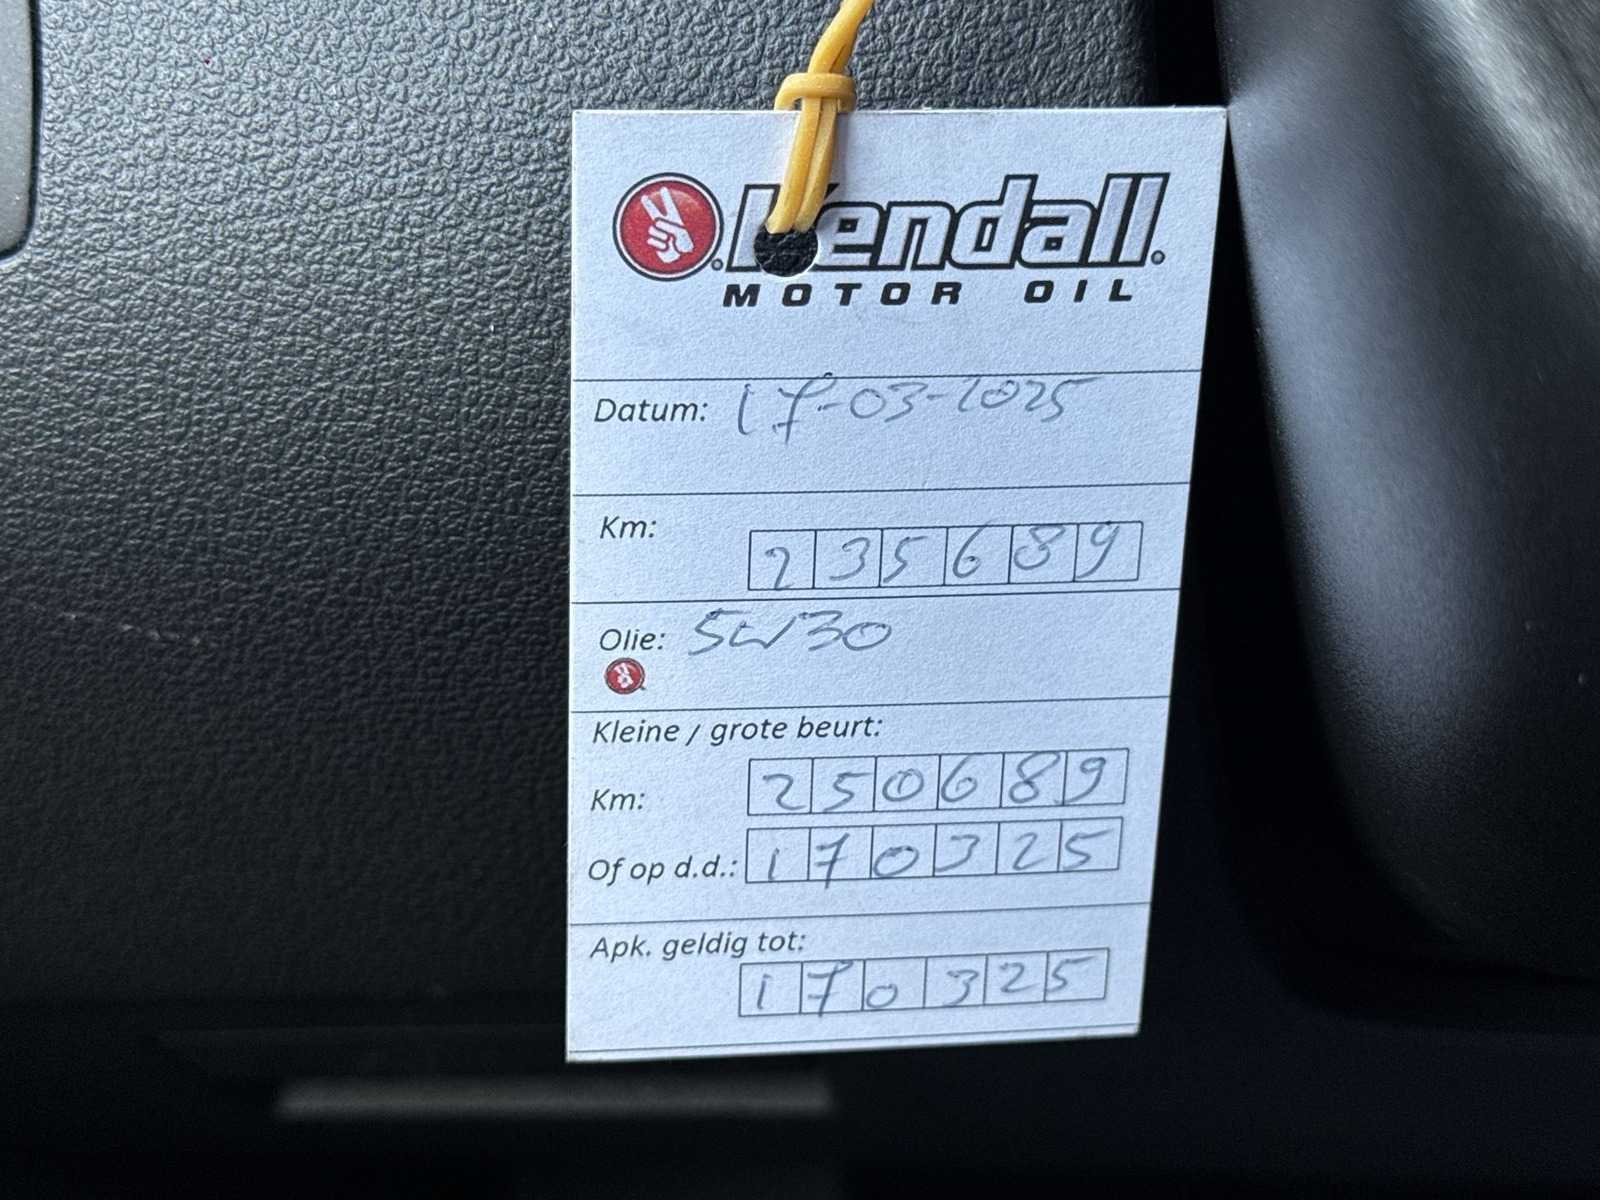 Kendall
MOTOR OIL
Datum: 17-03-2025
Km: 235689
Olie: 5W30
Kleine / grote beurt:
Km: 250689
Of op d.d.: 170325
Apk. geldig tot:
170325